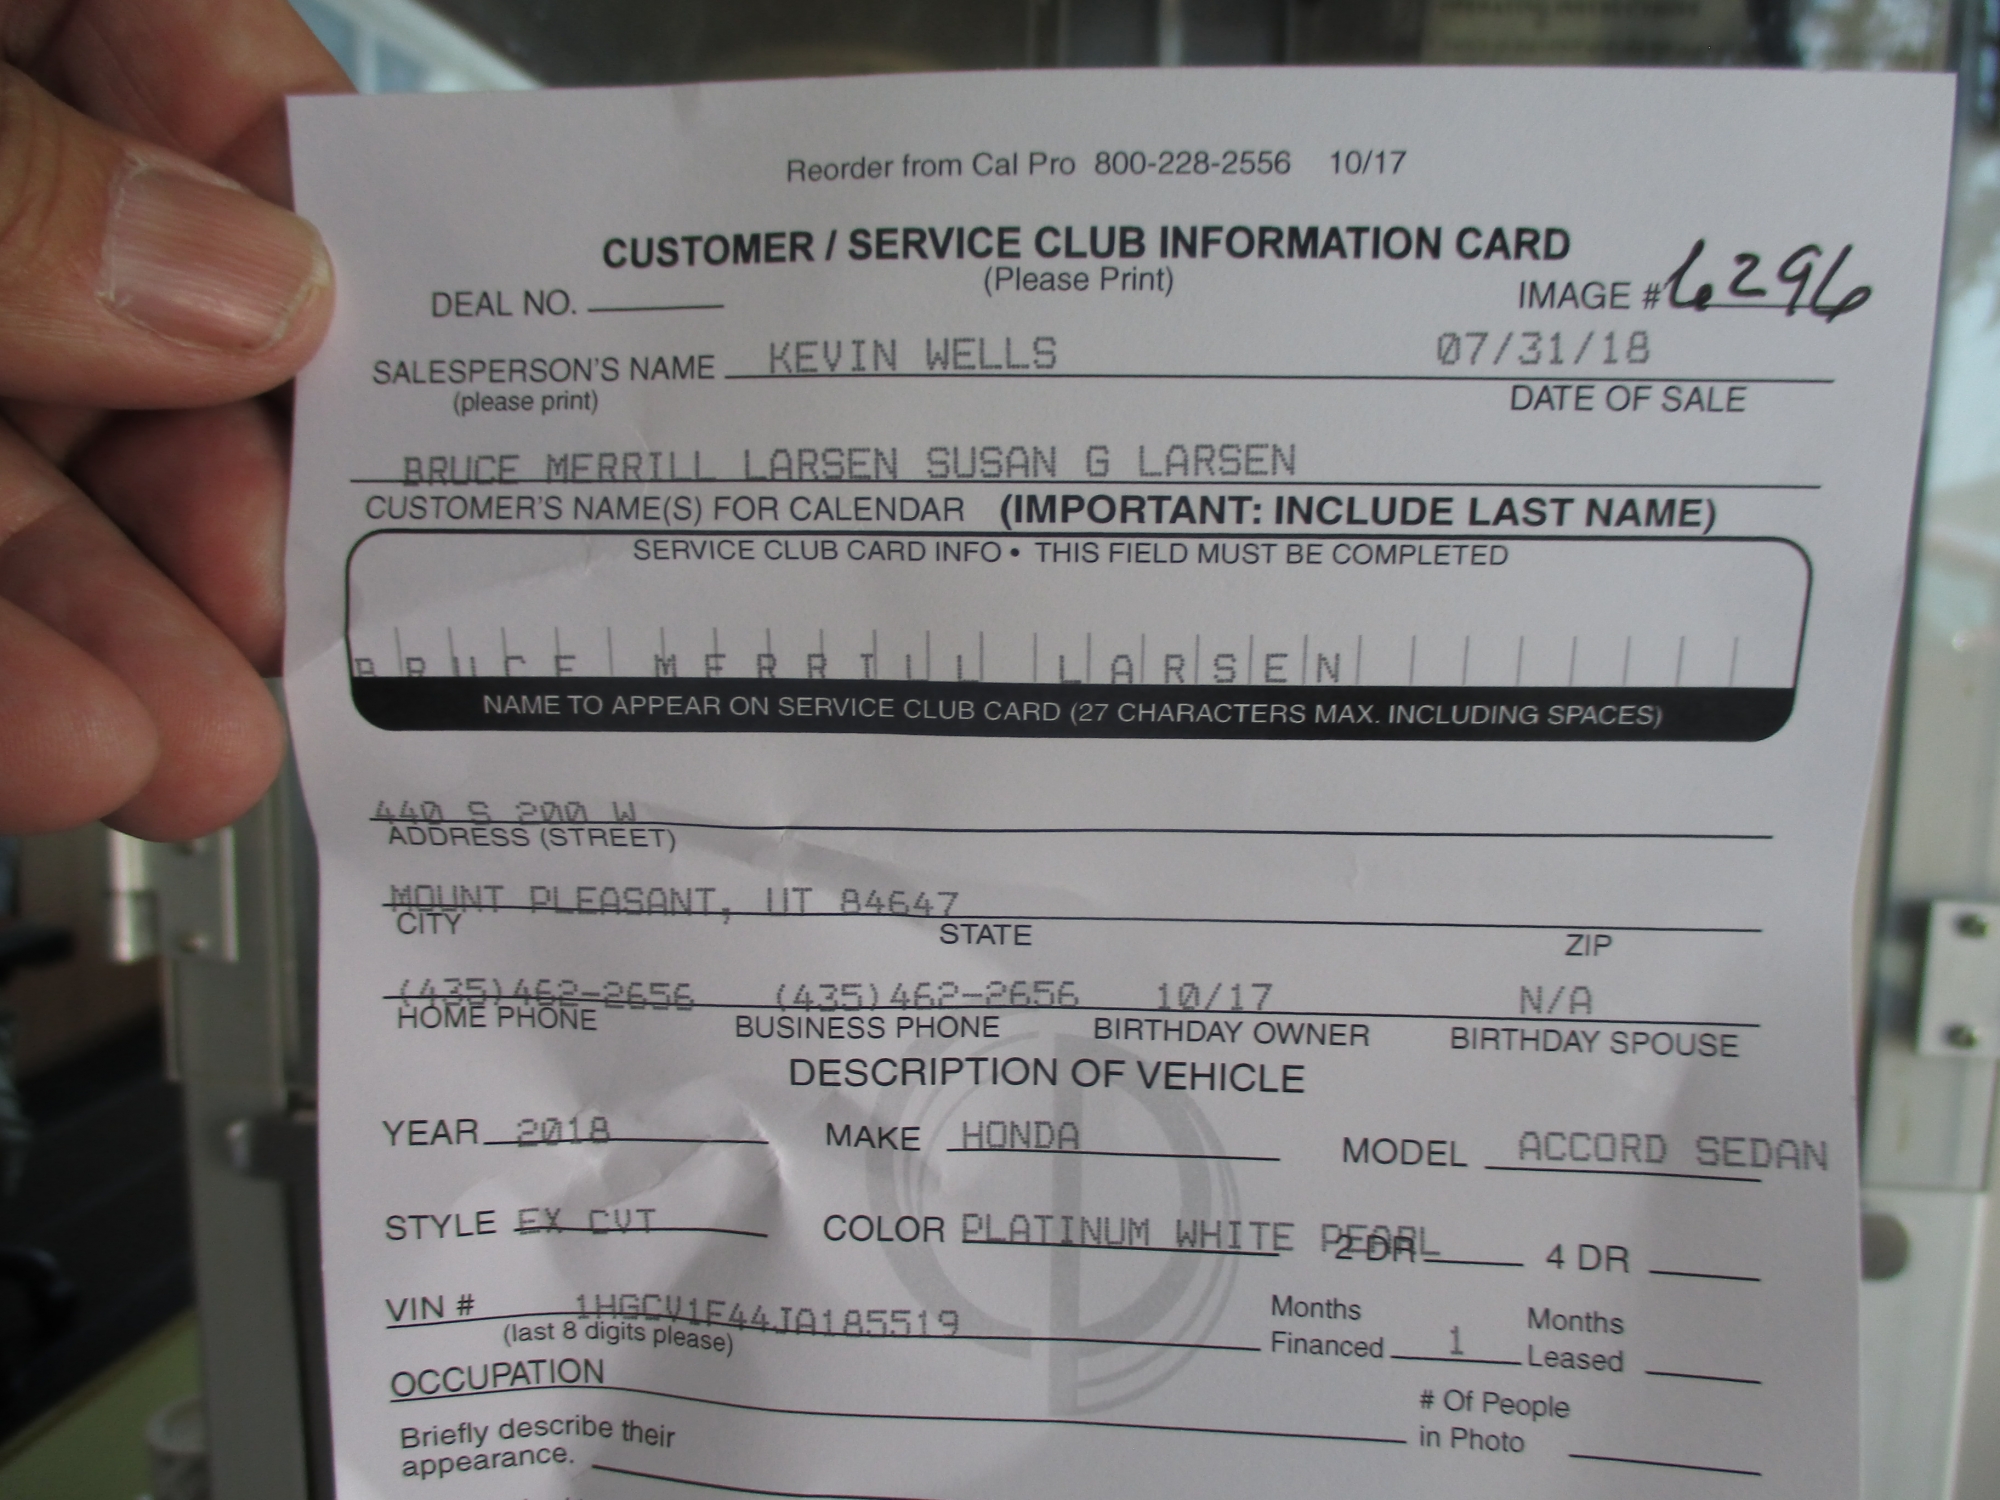 Reorder from Cal Pro 800-228-2556 10/17
CUSTOMER / SERVICE CLUB INFORMATION CARD
(Please Print)
DEAL NO. IMAGE # 6296
SALESPERSON'S NAME KEVIN WELLS 07/31/18
(please print) DATE OF SALE
BRUCE MERRILL LARSEN SUSAN G LARSEN
CUSTOMER'S NAME(S) FOR CALENDAR (IMPORTANT: INCLUDE LAST NAME)
SERVICE CLUB CARD INFO • THIS FIELD MUST BE COMPLETED
BRUCE MERRILL LARSEN
NAME TO APPEAR ON SERVICE CLUB CARD (27 CHARACTERS MAX. INCLUDING SPACES)
440 S 200 W
ADDRESS (STREET)
MOUNT PLEASANT, UT 84647
CITY STATE ZIP
(435)462-2656 (435)462-2656 10/17 N/A
HOME PHONE BUSINESS PHONE BIRTHDAY OWNER BIRTHDAY SPOUSE
DESCRIPTION OF VEHICLE
YEAR 2018 MAKE HONDA MODEL ACCORD SEDAN
STYLE EX CVT COLOR PLATINUM WHITE PEARL 2 DR 4 DR
VIN # 1HGCV1F44JA185519 Months Financed 1 Months Leased
(last 8 digits please)
OCCUPATION
# Of People in Photo
Briefly describe their
appearance.